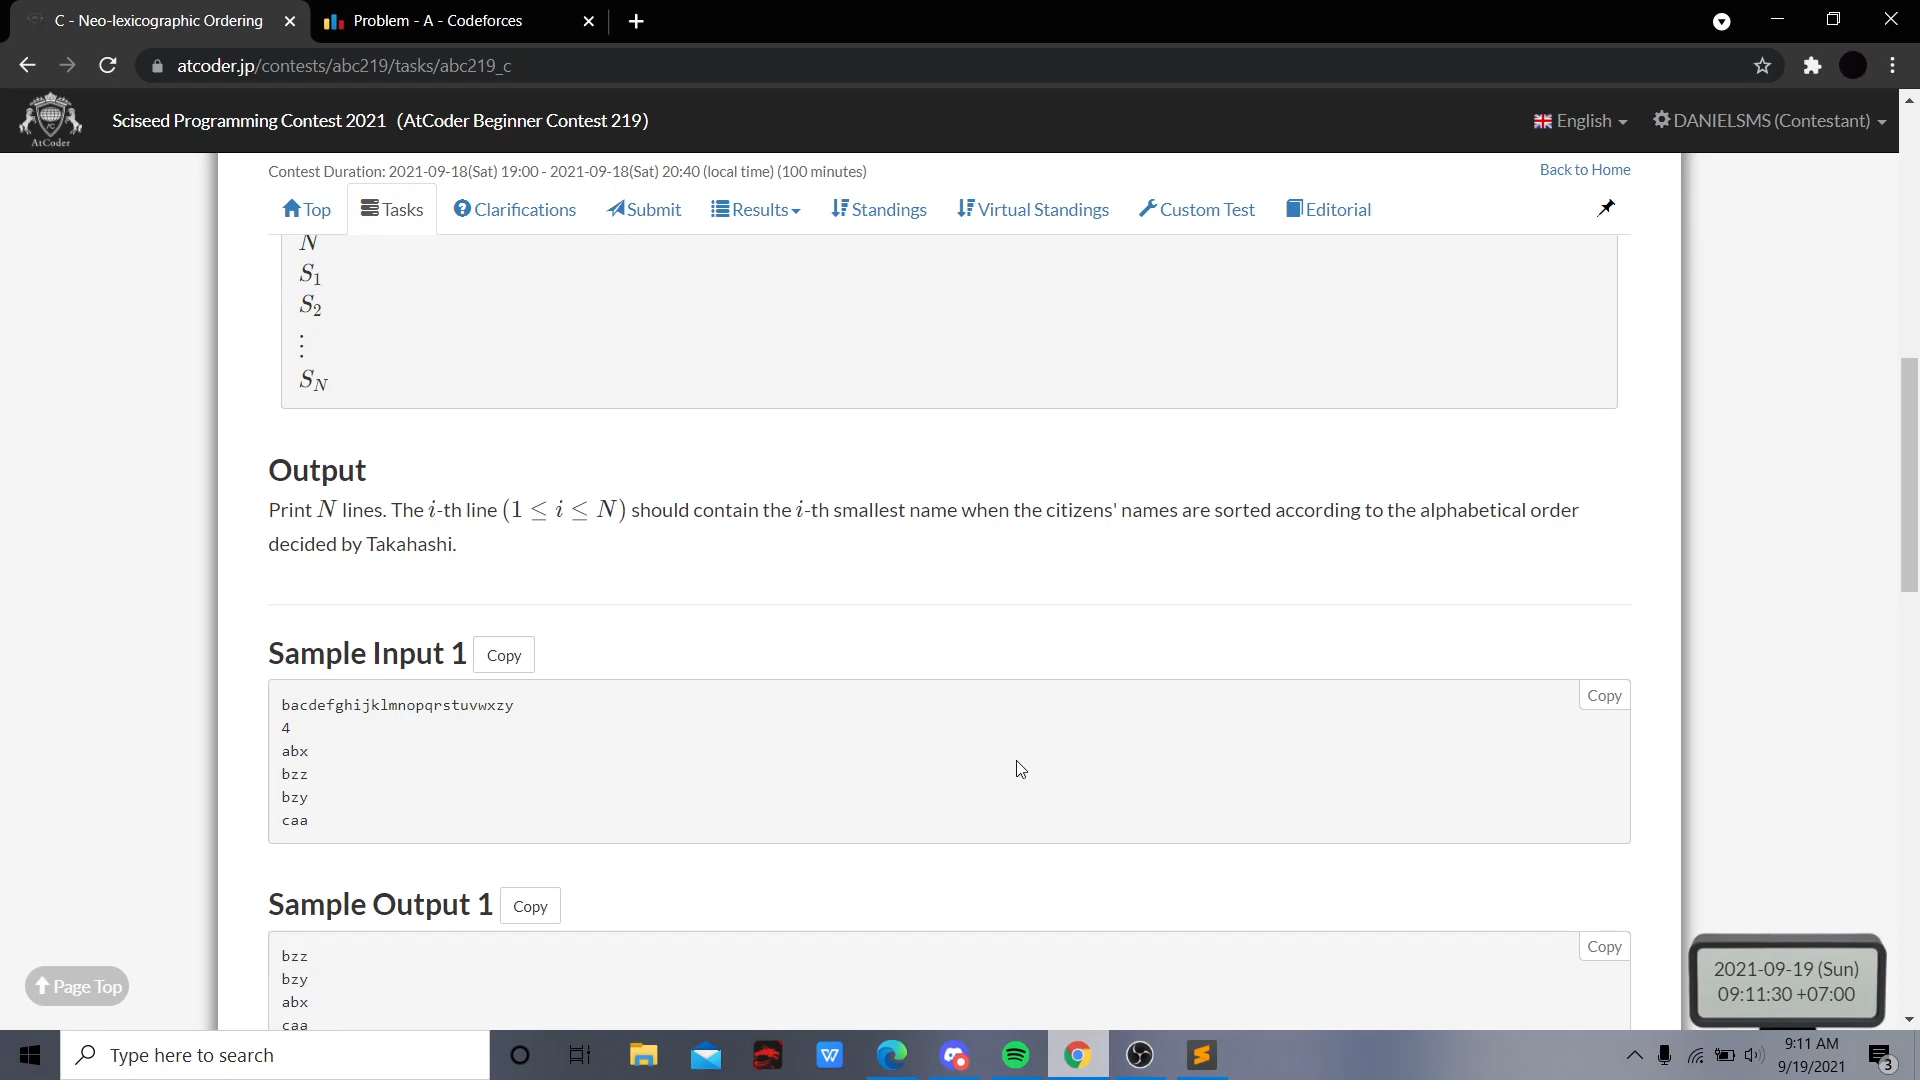 C - Neo-lexicographic Ordering
Problem - A - Codeforces
atcoder.jp/contests/abc219/tasks/abc219_c
AtCoder
Sciseed Programming Contest 2021 (AtCoder Beginner Contest 219)
English
DANIELSMS (Contestant)
Contest Duration: 2021-09-18(Sat) 19:00 - 2021-09-18(Sat) 20:40 (local time) (100 minutes)
Back to Home
Top
Tasks
Clarifications
Submit
Results
Standings
Virtual Standings
Custom Test
Editorial
N
S₁
S₂
⋮
S_N
Output
Print N lines. The i-th line (1 ≤ i ≤ N) should contain the i-th smallest name when the citizens' names are sorted according to the alphabetical order
decided by Takahashi.
Sample Input 1
Copy
Copy
bacdefghijklmnopqrstuvwxzy
4
abx
bzz
bzy
caa
Sample Output 1
Copy
Copy
bzz
bzy
abx
caa
Page Top
2021-09-19 (Sun)
09:11:30 +07:00
Type here to search
9:11 AM
9/19/2021
3